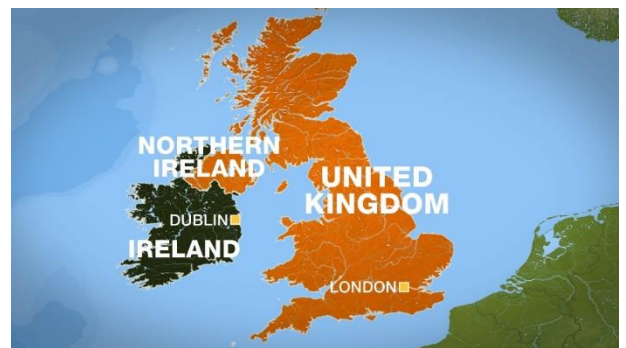 NORTHERN
IRELAND
UNITED
KINGDOM
DUBLIN
IRELAND
LONDON